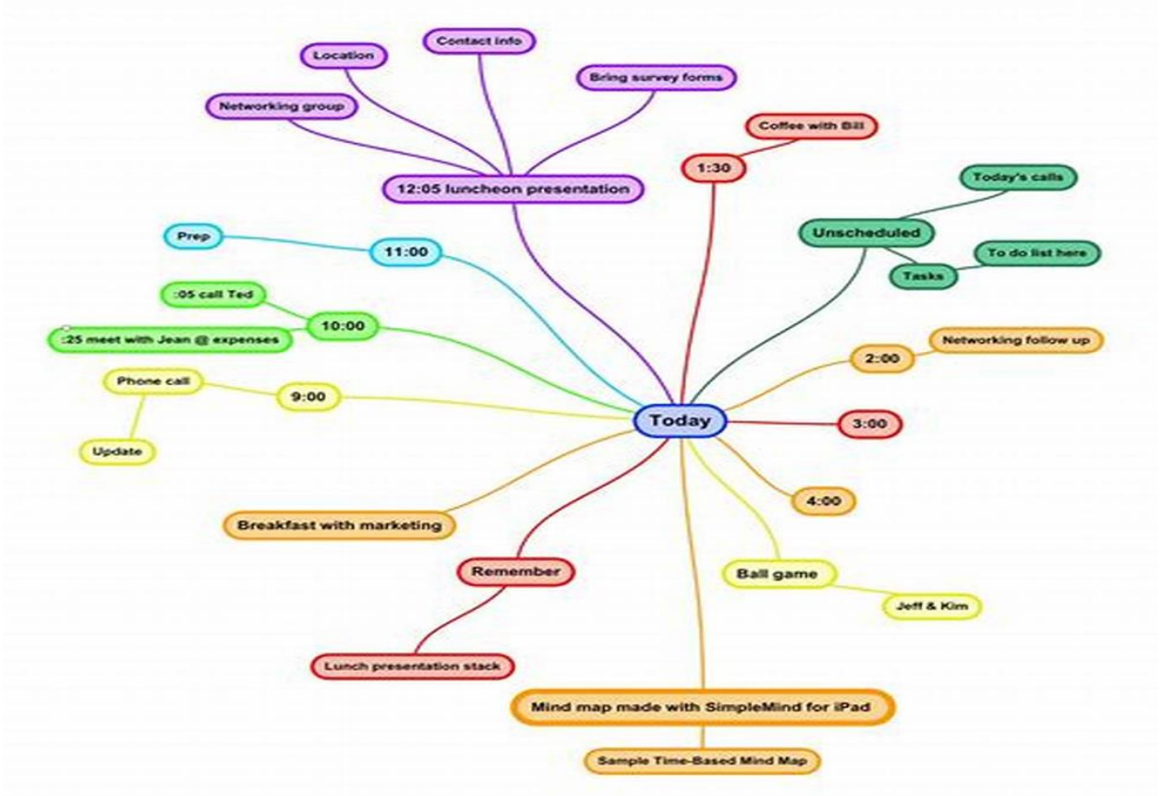 Contact info
Location
Bring survey forms
Networking group
Coffee with Bill
1:30
12:05 luncheon presentation
Today's calls
Unscheduled
Prep
11:00
To do list here
Tasks
:05 call Ted
10:00
:25 meet with Jean @ expenses
Networking follow up
2:00
Phone call
9:00
Today
3:00
Update
4:00
Breakfast with marketing
Remember
Ball game
Jeff & Kim
Lunch presentation stack
Mind map made with SimpleMind for iPad
Sample Time-Based Mind Map